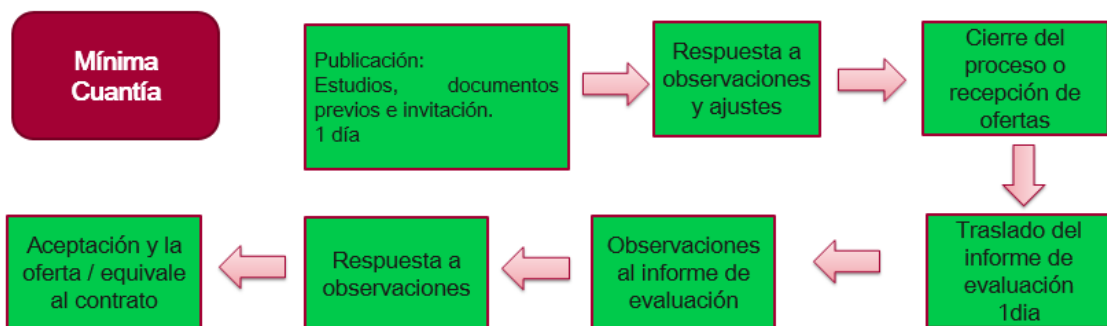 Mínima
Cuantía
Publicación:
Estudios, documentos
previos e invitación.
1 día
Respuesta a
observaciones
y ajustes
Cierre del
proceso o
recepción de
ofertas
Traslado del
informe de
evaluación
1dia
Observaciones
al informe de
evaluación
Respuesta a
observaciones
Aceptación y la
oferta / equivale
al contrato